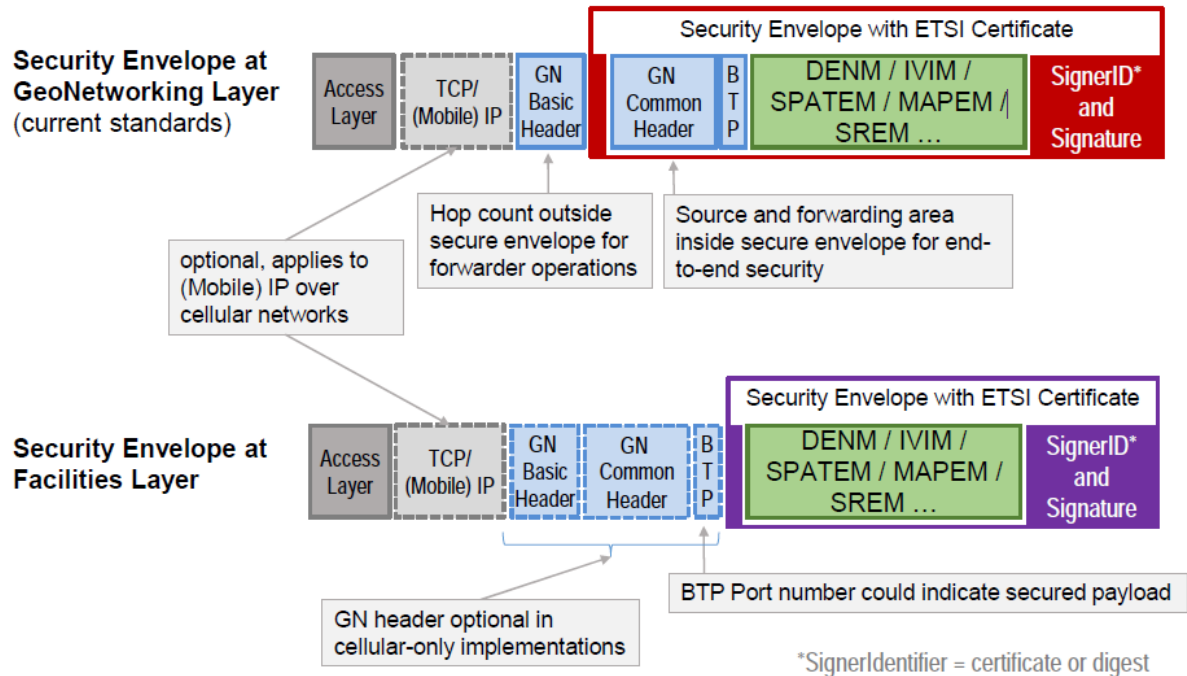 Security Envelope at
GeoNetworking Layer
(current standards)
Access
Layer
TCP/
(Mobile) IP
GN
Basic
Header
Security Envelope with ETSI Certificate
GN
Common
Header
B
T
P
DENM / IVIM /
SPATEM / MAPEM /
SREM ...
SignerID*
and
Signature
optional, applies to
(Mobile) IP over
cellular networks
Hop count outside
secure envelope for
forwarder operations
Source and forwarding area
inside secure envelope for end-
to-end security
Security Envelope at
Facilities Layer
Access
Layer
TCP/
(Mobile) IP
GN
Basic
Header
GN
Common
Header
B
T
P
Security Envelope with ETSI Certificate
DENM / IVIM /
SPATEM / MAPEM /
SREM ...
SignerID*
and
Signature
GN header optional in
cellular-only implementations
BTP Port number could indicate secured payload
*SignerIdentifier = certificate or digest